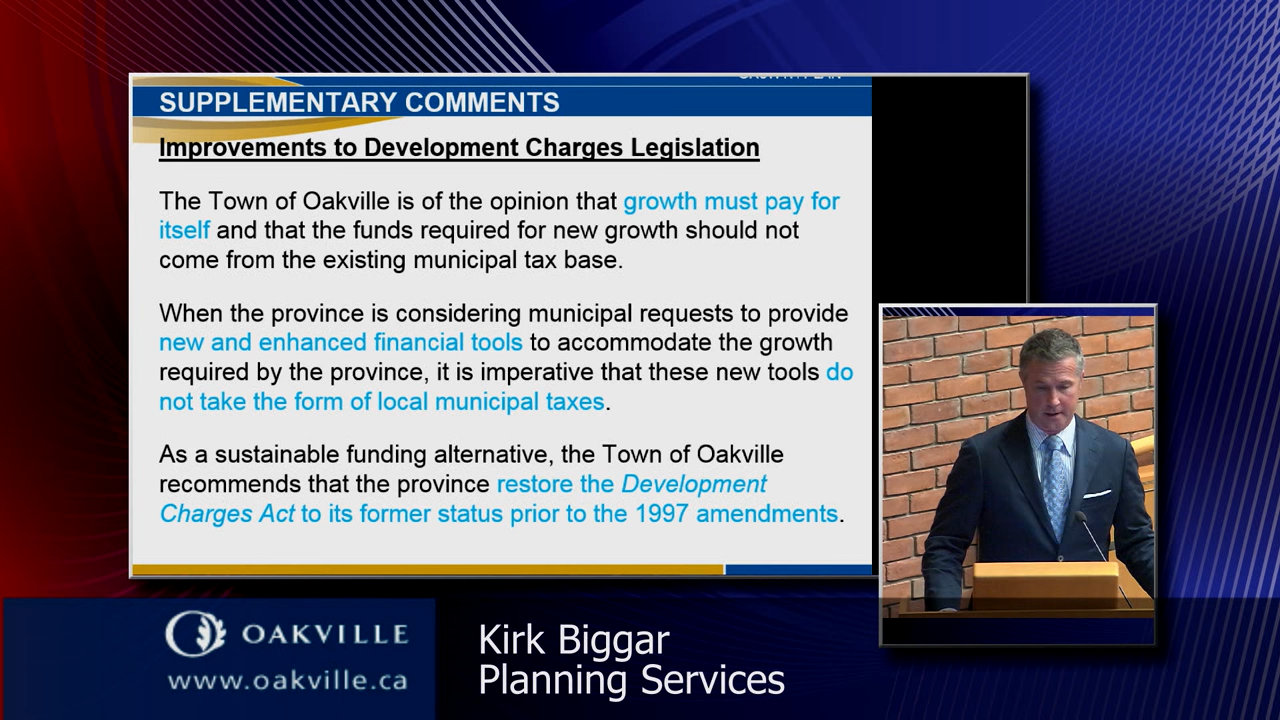 SUPPLEMENTARY COMMENTS
Improvements to Development Charges Legislation
The Town of Oakville is of the opinion that growth must pay for
itself and that the funds required for new growth should not
come from the existing municipal tax base.
When the province is considering municipal requests to provide
new and enhanced financial tools to accommodate the growth
required by the province, it is imperative that these new tools do
not take the form of local municipal taxes.
As a sustainable funding alternative, the Town of Oakville
recommends that the province restore the Development
Charges Act to its former status prior to the 1997 amendments.
OAKVILLE
www.oakville.ca
Kirk Biggar
Planning Services